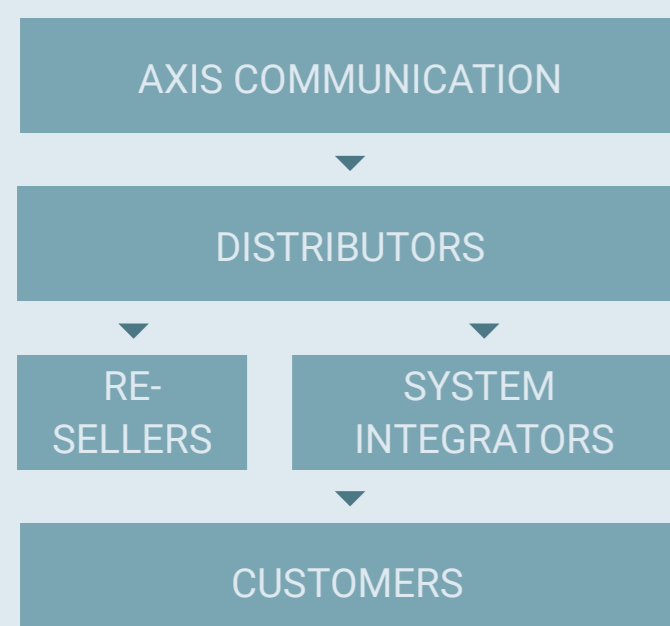 AXIS COMMUNICATION
DISTRIBUTORS
RE-
SELLERS
SYSTEM
INTEGRATORS
CUSTOMERS